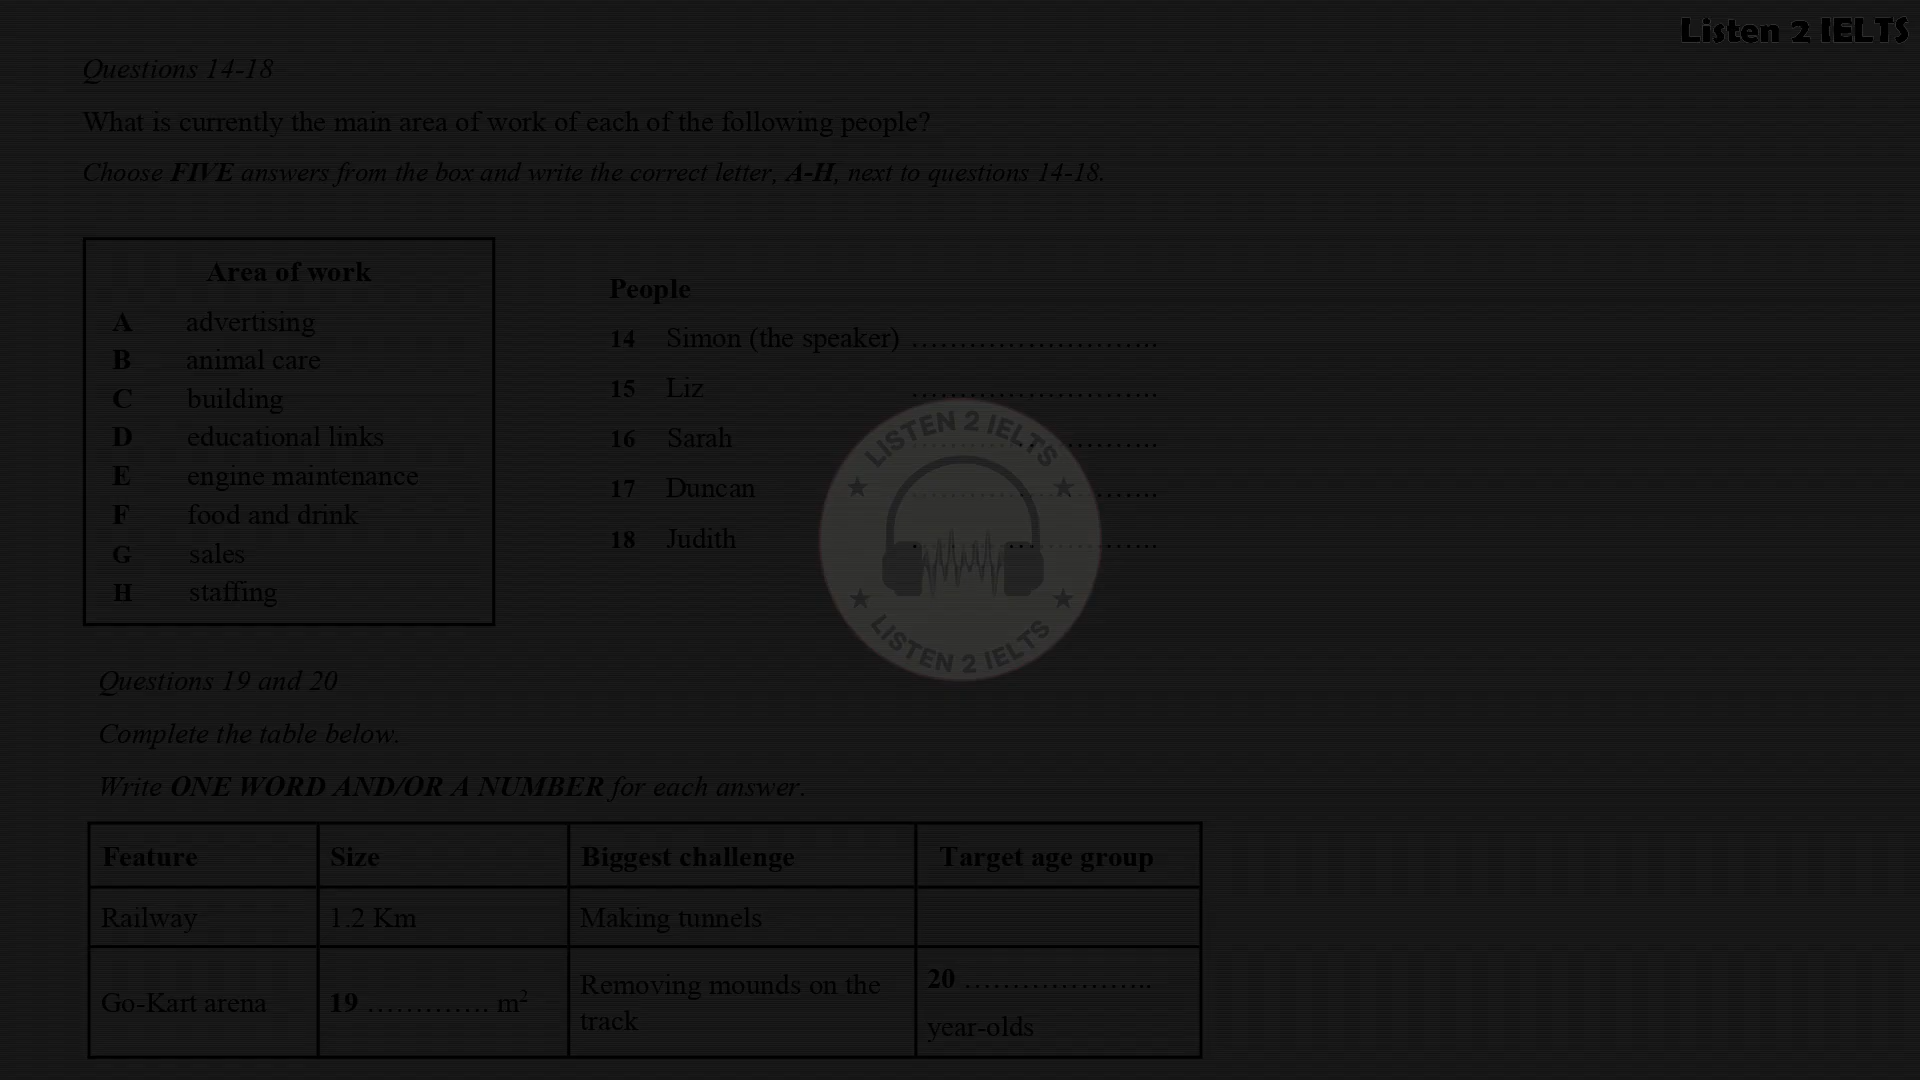 Listen 2 IELTS
Questions 14-18
What is currently the main area of work of each of the following people?
Choose FIVE answers from the box and write the correct letter, A-H, next to questions 14-18.
Area of work
A advertising
B animal care
C building
D educational links
E engine maintenance
F food and drink
G sales
H staffing
People
14 Simon (the speaker) ..........................
15 Liz ..........................
16 Sarah ..........................
17 Duncan ..........................
18 Judith ..........................
LISTEN 2 IELTS
LISTEN 2 IELTS
Questions 19 and 20
Complete the table below.
Write ONE WORD AND/OR A NUMBER for each answer.
Feature Size Biggest challenge Target age group
Railway 1.2 Km Making tunnels
Go-Kart arena 19 ............. m² Removing mounds on the track 20 .................... year-olds